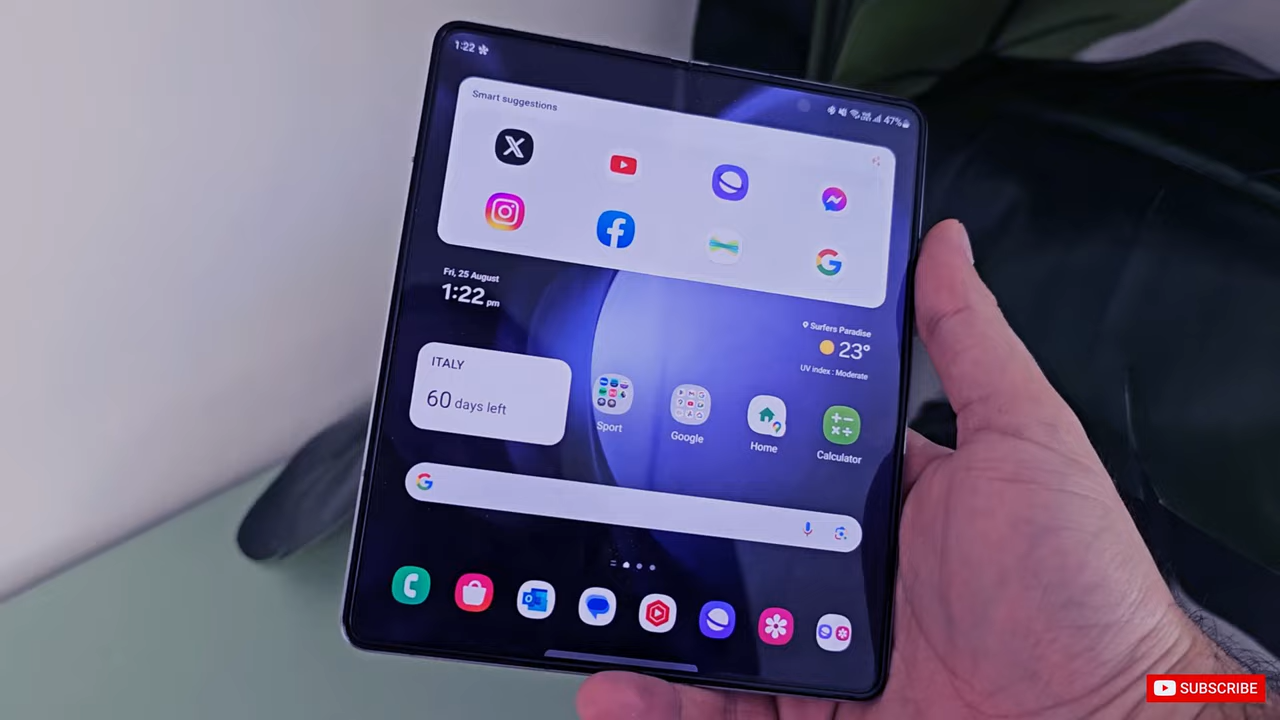 1:22
47%
Smart suggestions
Fri, 25 August
1:22 pm
Surfers Paradise
23°
UV index : Moderate
ITALY
60 days left
Sport
Google
Home
Calculator
SUBSCRIBE